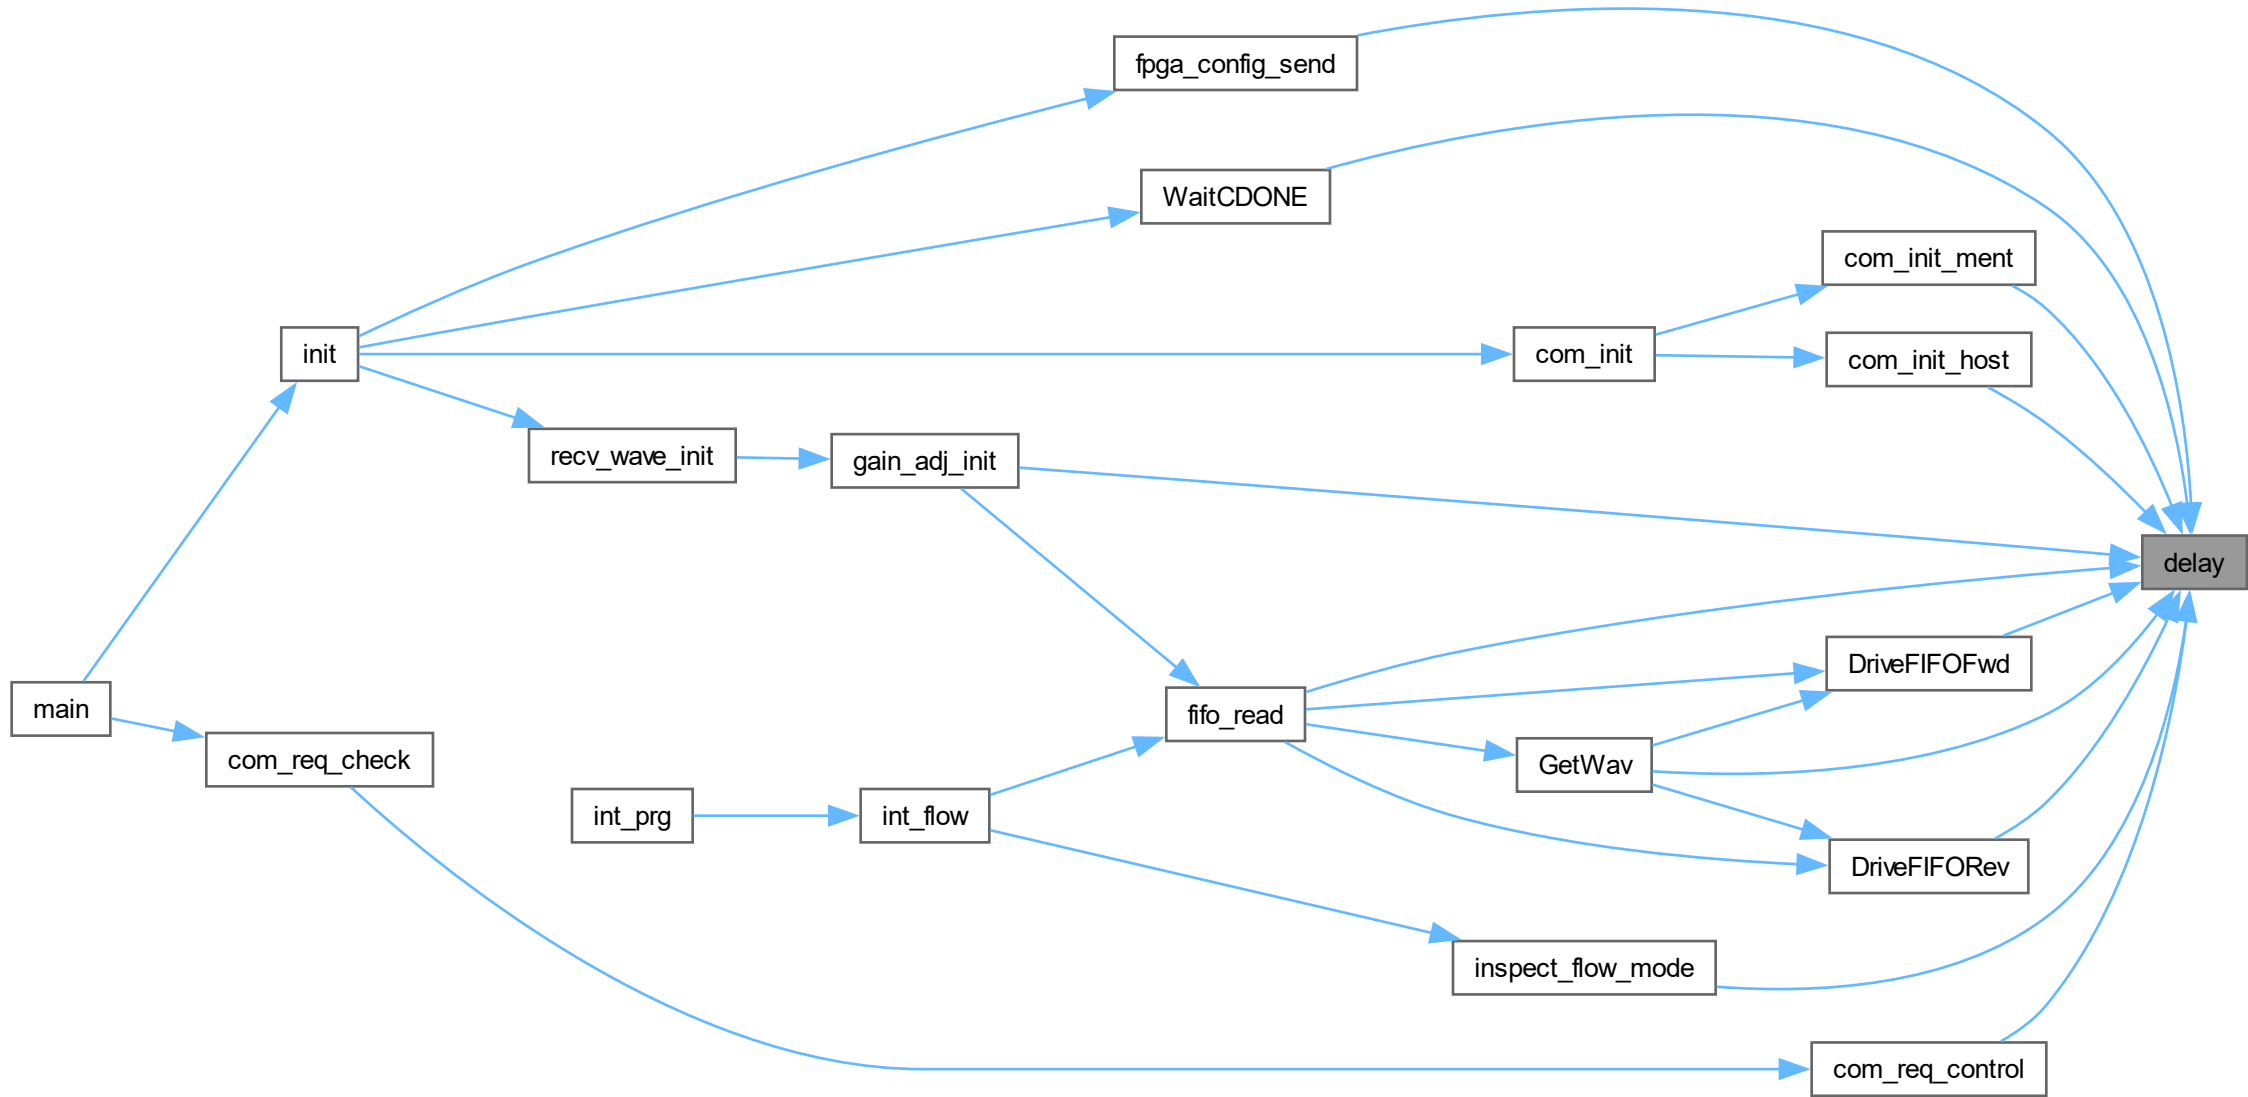 fpga_config_send
WaitCDONE
com_init_ment
init
com_init
com_init_host
recv_wave_init
gain_adj_init
delay
DriveFIFOFwd
main
fifo_read
com_req_check
GetWav
int_prg
int_flow
DriveFIFORev
inspect_flow_mode
com_req_control